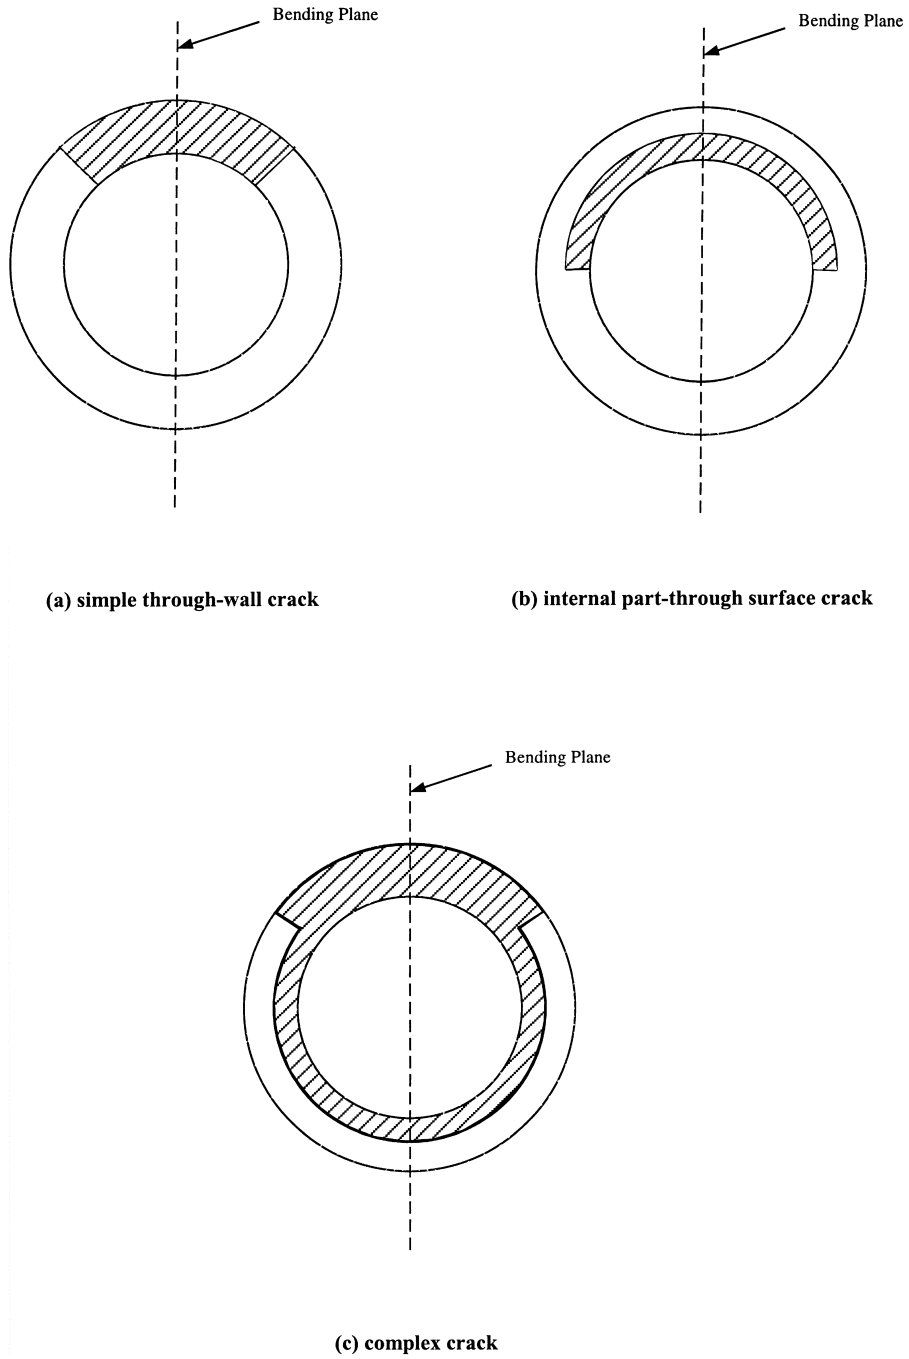 Bending Plane
Bending Plane
(a) simple through-wall crack
(b) internal part-through surface crack
Bending Plane
(c) complex crack